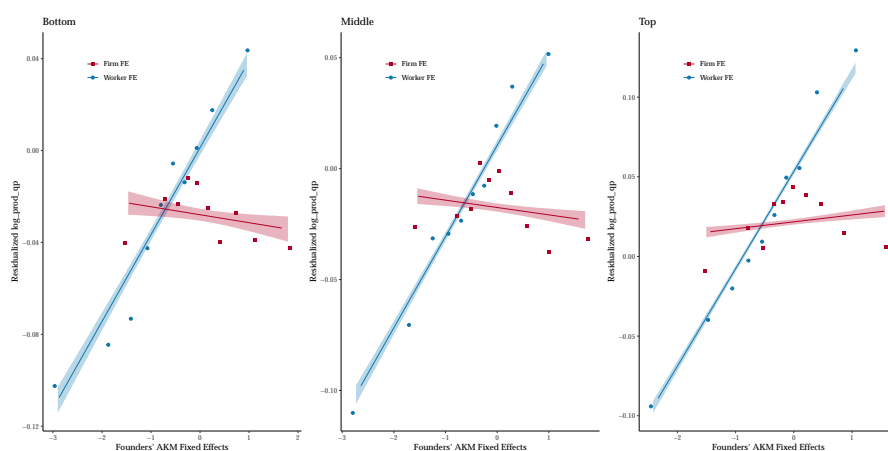 Bottom
Residualized log_prod_qp
0.04
0.00
−0.04
−0.08
−0.12
Firm FE
Worker FE
−3
−2
−1
0
1
2
Founders' AKM Fixed Effects
Middle
Residualized log_prod_qp
0.05
0.00
−0.05
−0.10
Firm FE
Worker FE
−3
−2
−1
0
1
Founders' AKM Fixed Effects
Top
Residualized log_prod_qp
0.10
0.05
0.00
−0.05
−0.10
Firm FE
Worker FE
−2
−1
0
1
Founders' AKM Fixed Effects